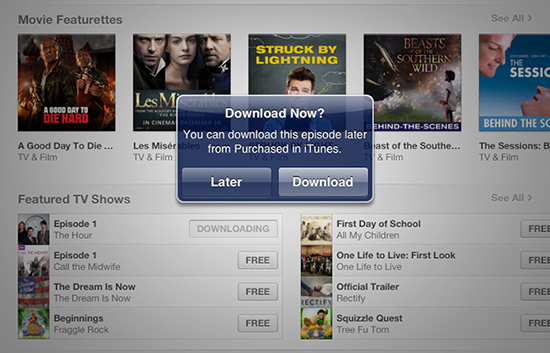 Movie Featurettes
See All >
A GOOD DAY TO
DIE HARD
Les Misérables
IN CINEMAS DECEMBER 26
STRUCK BY
LIGHTNING
BEASTS
OF THE
SOUTHERN
WILD
BEHIND-THE-SCENES
THE
SESSION
BEHIND THE
A Good Day To Die ...
TV & Film
Les Misérables
TV & Film
Beast of the Southe...
TV & Film
The Sessions: B
TV & Film
Download Now?
You can download this episode later
from Purchased in iTunes.
Later
Download
Featured TV Shows
See All >
Episode 1
The Hour
DOWNLOADING
First Day of School
All My Children
FREE
Episode 1
Call the Midwife
FREE
One Life to Live: First Look
One Life to Live
FREE
The Dream Is Now
The Dream Is Now
FREE
RECTIFY
Official Trailer
Rectify
FREE
Beginnings
Fraggle Rock
FREE
Squizzle Quest
Tree Fu Tom
FREE